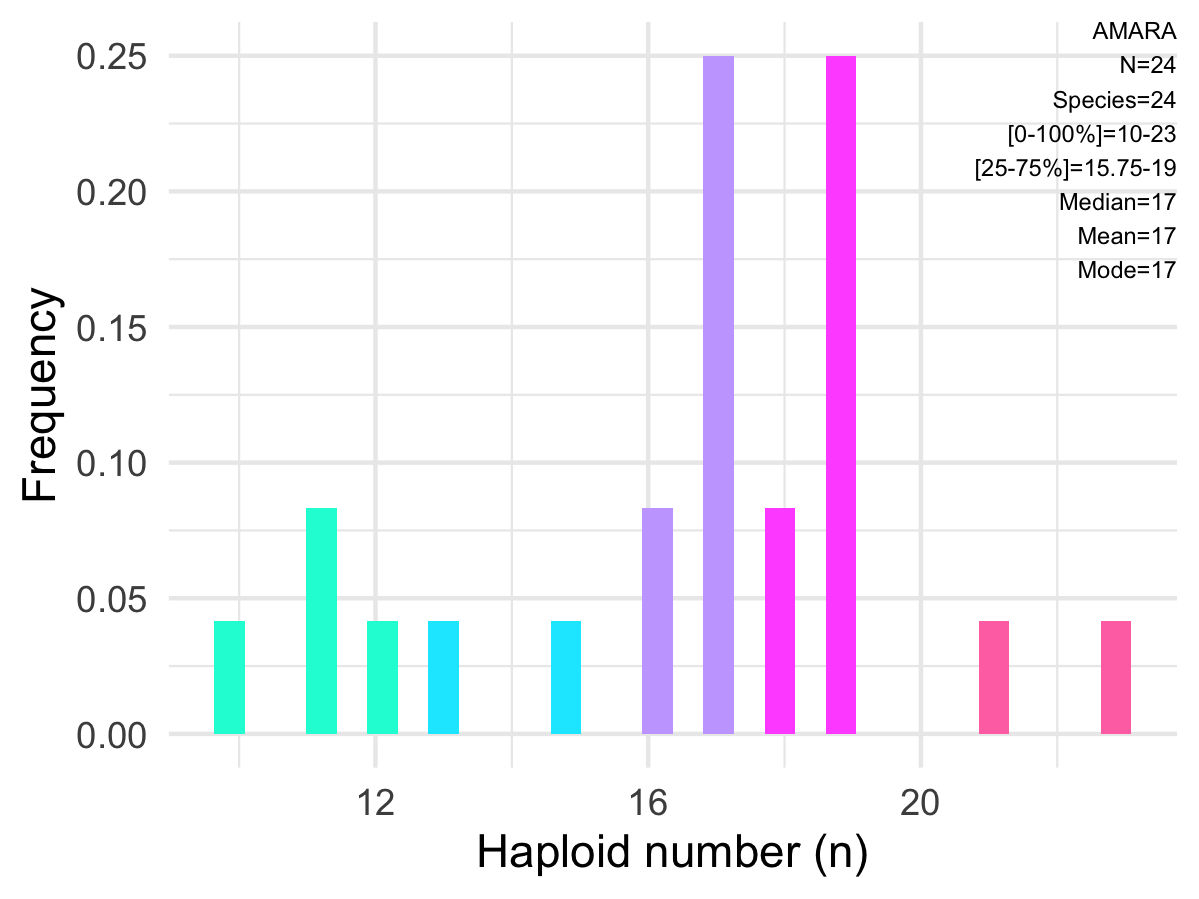 AMARA
N=24
Species=24
[0-100%]=10-23
[25-75%]=15.75-19
Median=17
Mean=17
Mode=17
0.25
0.20
0.15
0.10
0.05
0.00
Frequency
12 16 20
Haploid number (n)